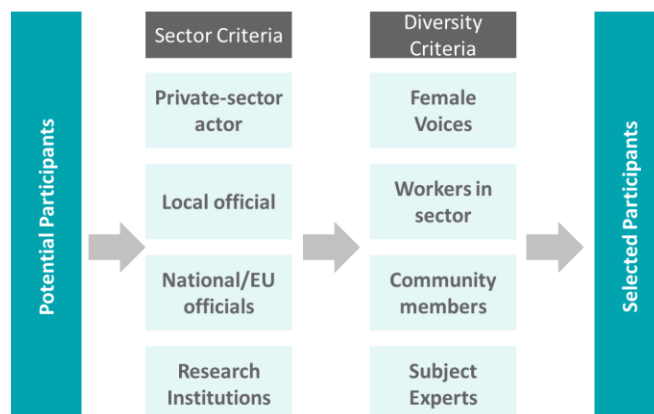 Potential Participants
Sector Criteria
Private-sector
actor
Local official
National/EU
officials
Research
Institutions
Diversity
Criteria
Female
Voices
Workers in
sector
Community
members
Subject
Experts
Selected Participants